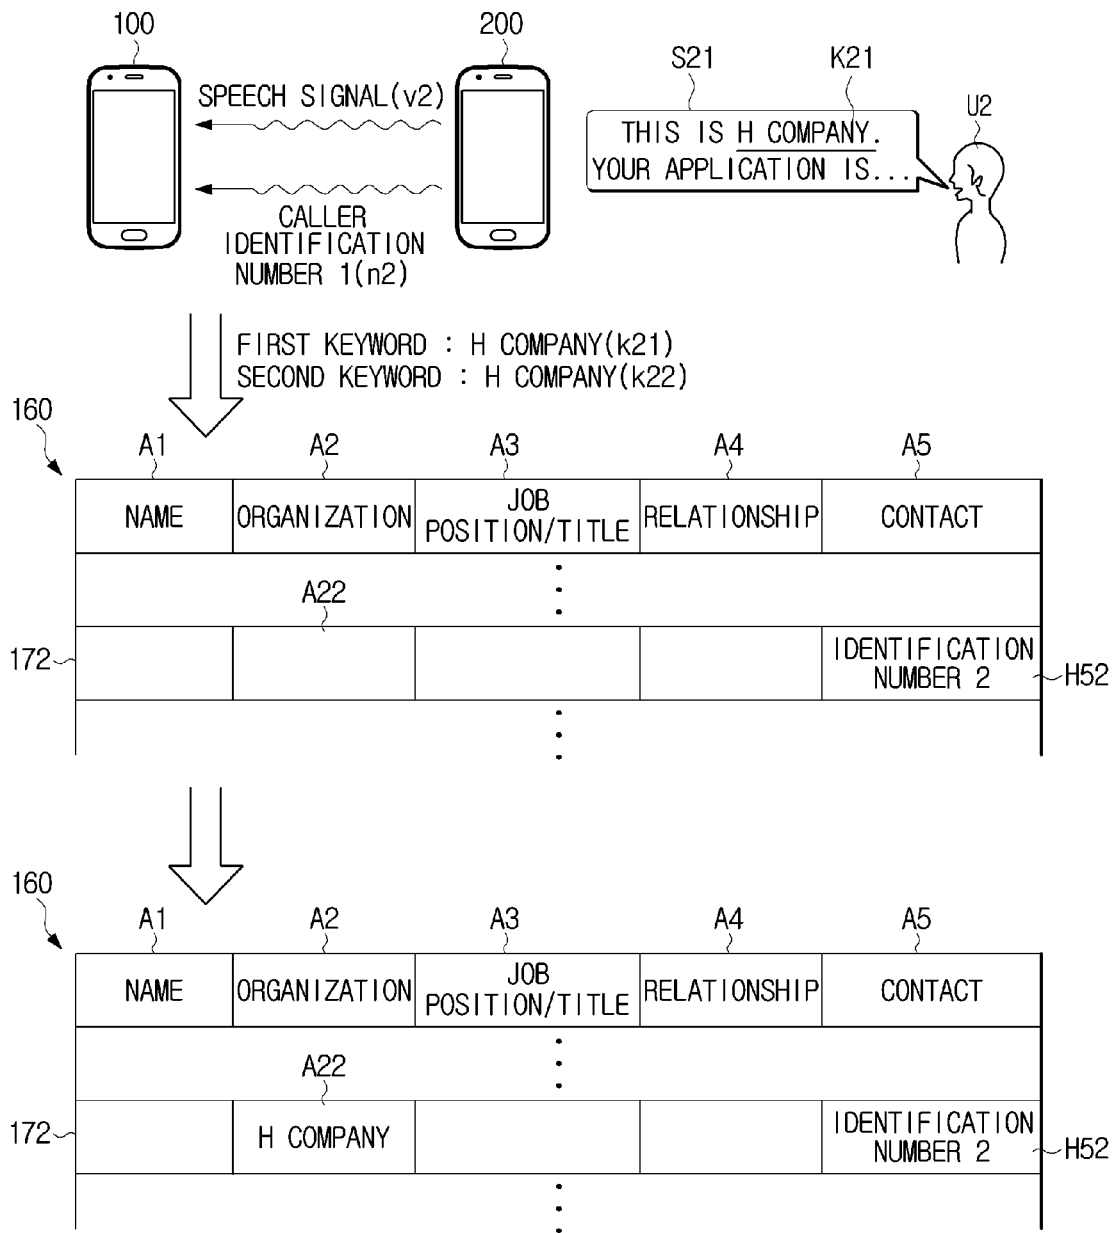 100
200
S21
K21
U2
SPEECH SIGNAL(v2)
THIS IS H COMPANY.
YOUR APPLICATION IS...
CALLER
IDENTIFICATION
NUMBER 1(n2)
FIRST KEYWORD : H COMPANY(k21)
SECOND KEYWORD : H COMPANY(k22)
160
A1
A2
A3
A4
A5
NAME
ORGANIZATION
JOB
POSITION/TITLE
RELATIONSHIP
CONTACT
A22
172
IDENTIFICATION
NUMBER 2
H52
160
A1
A2
A3
A4
A5
NAME
ORGANIZATION
JOB
POSITION/TITLE
RELATIONSHIP
CONTACT
A22
172
H COMPANY
IDENTIFICATION
NUMBER 2
H52